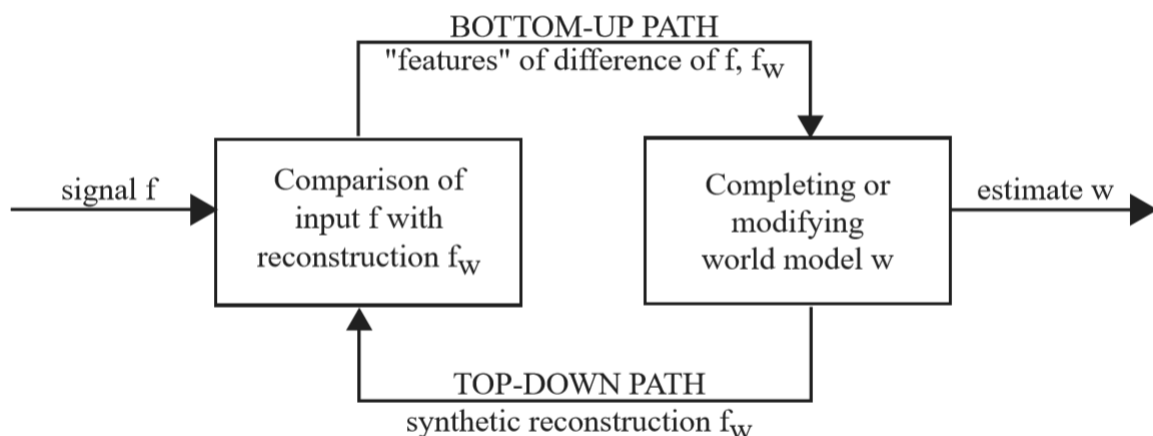 BOTTOM-UP PATH
"features" of difference of f, fw
signal f
Comparison of
input f with
reconstruction fw
Completing or
modifying
world model w
estimate w
TOP-DOWN PATH
synthetic reconstruction fw